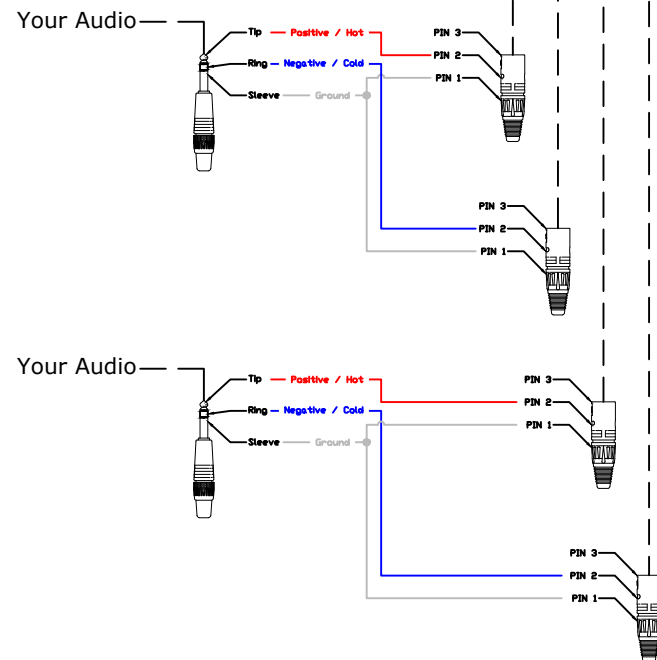 Your Audio
Tip Positive / Hot PIN 3
PIN 2
Ring Negative / Cold
PIN 1
Sleeve Ground
PIN 3
PIN 2
PIN 1
Your Audio
Tip Positive / Hot PIN 3
PIN 2
Ring Negative / Cold
PIN 1
Sleeve Ground
PIN 3
PIN 2
PIN 1